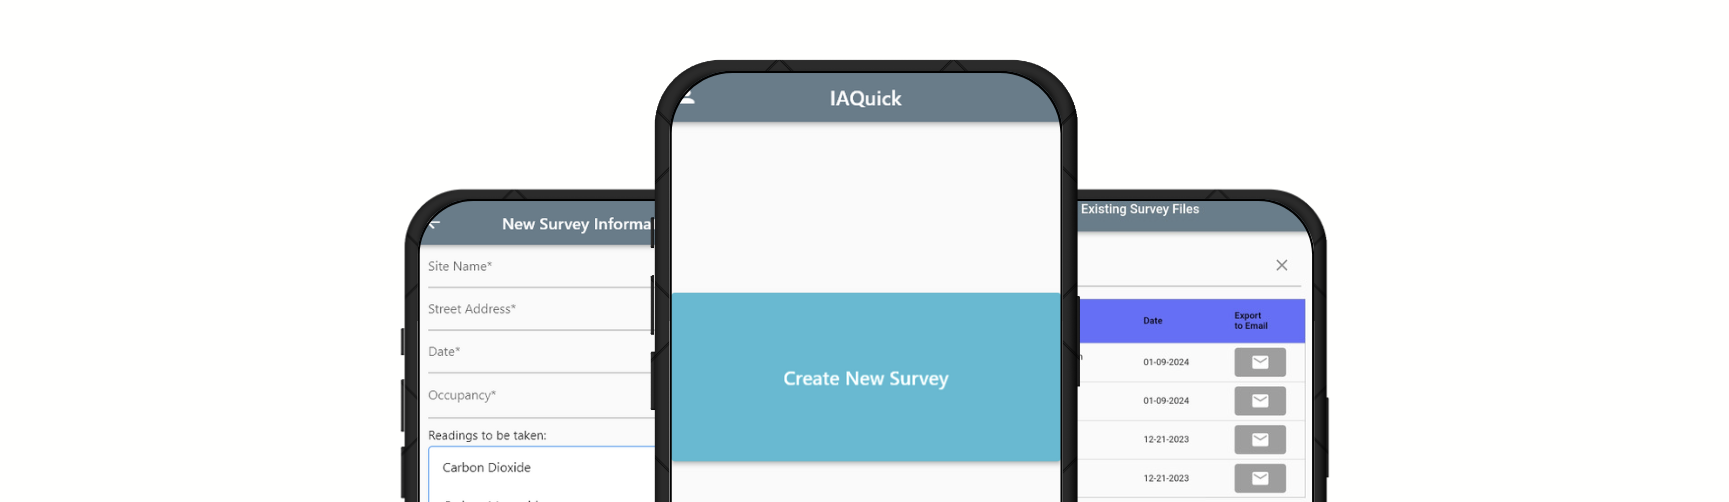 IAQuick
Create New Survey
New Survey
Site Name*
Street Address*
Date*
Occupancy*
Readings to be taken:
Carbon Dioxide
Existing Survey Files
Date
Export
to Email
01-09-2024
01-09-2024
12-21-2023
12-21-2023